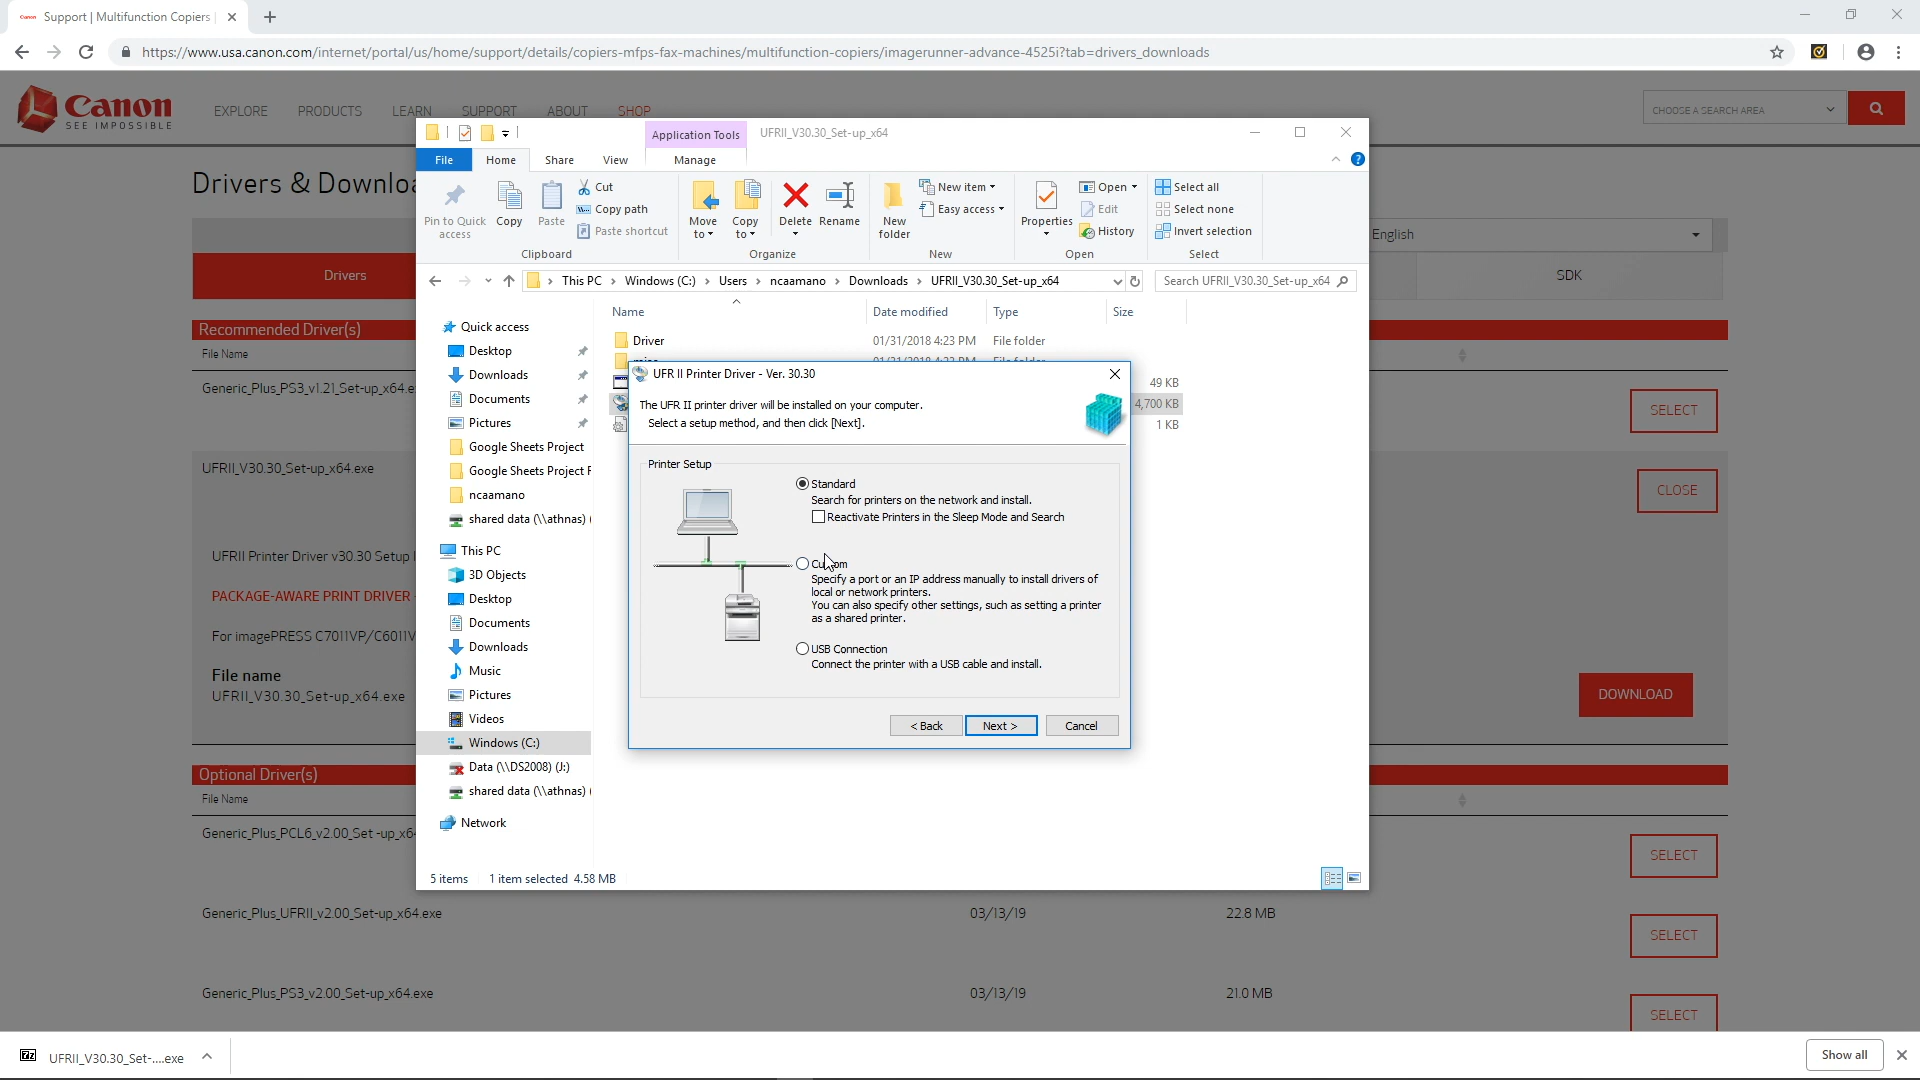 Support | Multifunction Copiers
https://www.usa.canon.com/internet/portal/us/home/support/details/copiers-mfps-fax-machines/multifunction-copiers/imagerunner-advance-4525i?tab=drivers_downloads
Canon
SEE IMPOSSIBLE
EXPLORE PRODUCTS LEARN SUPPORT ABOUT SHOP
CHOOSE A SEARCH AREA
Drivers & Downloa
English
Drivers
SDK
Recommended Driver(s)
File Name
Generic_Plus_PS3_v1.21_Set-up_x64.e
SELECT
UFRII_V30.30_Set-up_x64.exe
CLOSE
UFRII Printer Driver v30.30 Setup
PACKAGE-AWARE PRINT DRIVER
For imagePRESS C7011VP/C6011V
File name
UFRII_V30.30_Set-up_x64.exe
DOWNLOAD
Optional Driver(s)
File Name
Generic_Plus_PCL6_v2.00_Set-up_x64
SELECT
Generic_Plus_UFRII_v2.00_Set-up_x64.exe 03/13/19 22.8 MB
SELECT
Generic_Plus_PS3_v2.00_Set-up_x64.exe 03/13/19 21.0 MB
SELECT
Application Tools UFRII_V30.30_Set-up_x64
File Home Share View Manage
Pin to Quick access
Copy
Paste
Cut
Copy path
Paste shortcut
Clipboard
Move to
Copy to
Delete
Rename
Organize
New folder
New item
Easy access
New
Properties
Open
Edit
History
Open
Select all
Select none
Invert selection
Select
This PC > Windows (C:) > Users > ncaamano > Downloads > UFRII_V30.30_Set-up_x64
Search UFRII_V30.30_Set-up_x64
Name Date modified Type Size
Driver 01/31/2018 4:23 PM File folder
49 KB
4,700 KB
1 KB
Quick access
Desktop
Downloads
Documents
Pictures
Google Sheets Project
Google Sheets Project F
ncaamano
shared data (\\athnas) (
This PC
3D Objects
Desktop
Documents
Downloads
Music
Pictures
Videos
Windows (C:)
Data (\\DS2008) (J:)
shared data (\\athnas) (
Network
5 items 1 item selected 4.58 MB
UFR II Printer Driver - Ver. 30.30
The UFR II printer driver will be installed on your computer.
Select a setup method, and then click [Next].
Printer Setup
Standard
Search for printers on the network and install.
Reactivate Printers in the Sleep Mode and Search
Specify a port or an IP address manually to install drivers of
local or network printers.
You can also specify other settings, such as setting a printer
as a shared printer.
USB Connection
Connect the printer with a USB cable and install.
< Back Next > Cancel
UFRII_V30.30_Set-....exe
Show all